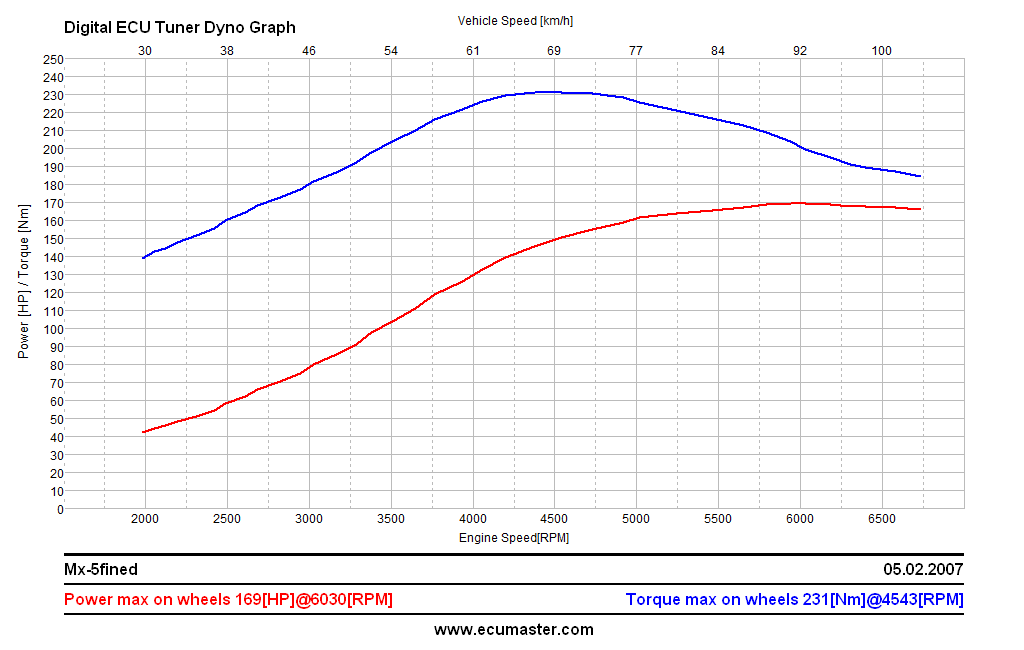 Digital ECU Tuner Dyno Graph
Vehicle Speed [km/h]
30 38 46 54 61 69 77 84 92 100
250
240
230
220
210
200
190
180
170
160
150
140
130
120
110
100
90
80
70
60
50
40
30
20
10
0
Power [HP] / Torque [Nm]
2000 2500 3000 3500 4000 4500 5000 5500 6000 6500
Engine Speed[RPM]
Mx-5fined 05.02.2007
Power max on wheels 169[HP]@6030[RPM] Torque max on wheels 231[Nm]@4543[RPM]
www.ecumaster.com